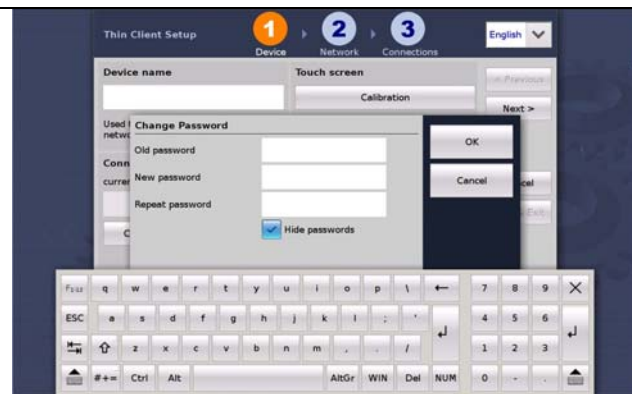 Thin Client Setup
1
2
3
Device
Network
Connections
English
Device name
Touch screen
Calibration
< Previous
Next >
Used
netwo
Change Password
Old password
New password
Repeat password
Hide passwords
OK
Cancel
Conn
curren
C
cel
Exit
F1-12 q w e r t y u i o p \ ← 7 8 9 X
ESC a s d f g h j k l ; ' 4 5 6
z x c v b n m , . / 1 2 3
#+= Ctrl Alt AltGr WIN Del NUM 0 - .